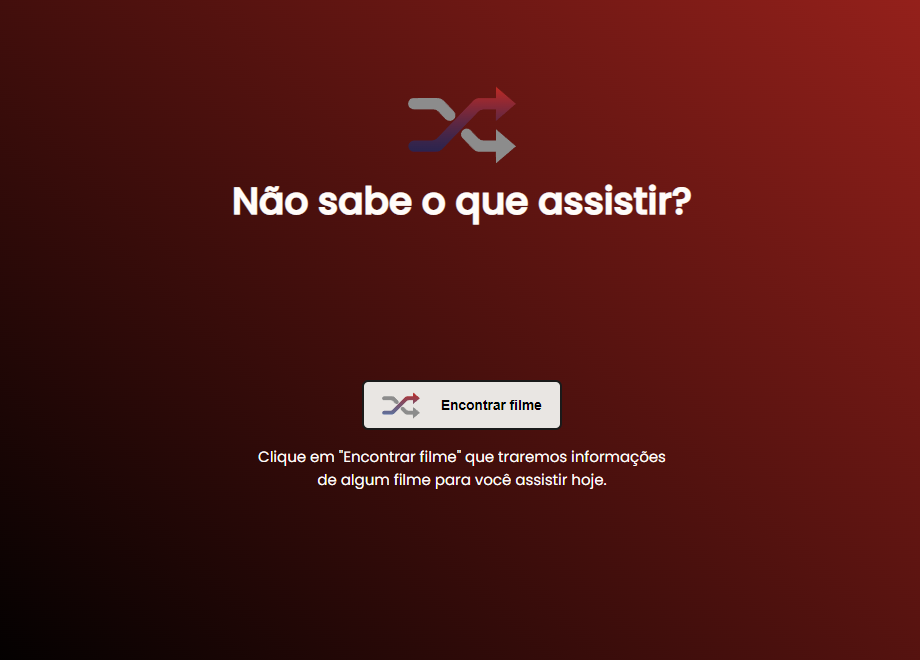 Não sabe o que assistir?
Encontrar filme
Clique em "Encontrar filme" que traremos informações
de algum filme para você assistir hoje.